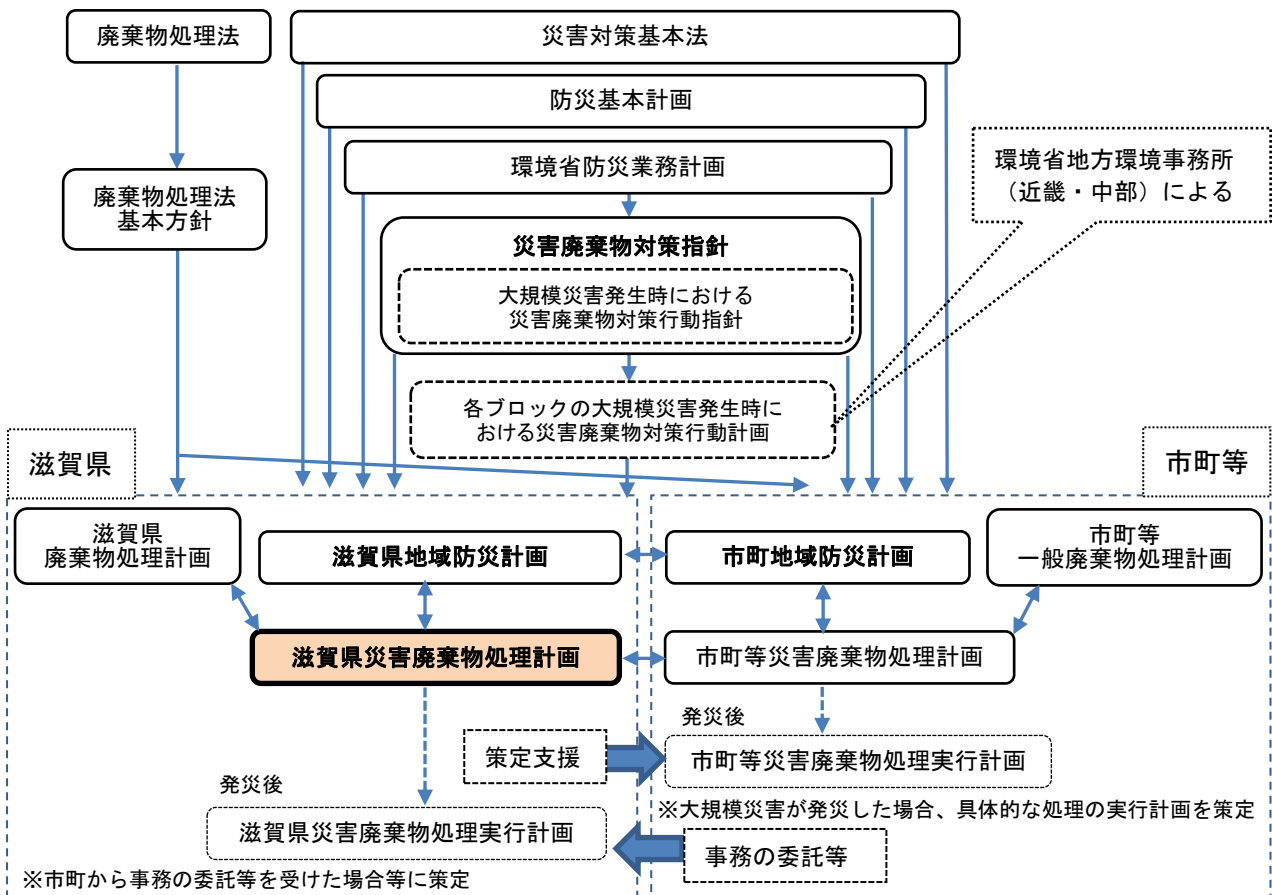 廃棄物処理法
災害対策基本法
防災基本計画
環境省防災業務計画
環境省地方環境事務所
（近畿・中部）による
廃棄物処理法
基本方針
災害廃棄物対策指針
大規模災害発生時における
災害廃棄物対策行動指針
各ブロックの大規模災害発生時に
おける災害廃棄物対策行動計画
滋賀県
市町等
滋賀県
廃棄物処理計画
滋賀県地域防災計画
市町地域防災計画
市町等
一般廃棄物処理計画
滋賀県災害廃棄物処理計画
市町等災害廃棄物処理計画
発災後
策定支援
市町等災害廃棄物処理実行計画
発災後
※大規模災害が発災した場合、具体的な処理の実行計画を策定
滋賀県災害廃棄物処理実行計画
事務の委託等
※市町から事務の委託等を受けた場合等に策定